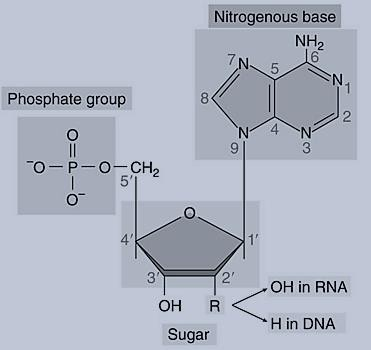 Nitrogenous base
NH2
6
5
7
N
N
1
8
2
4
N
N
9
3
Phosphate group
O
-O P O CH2
O-
5′
O
4′
1′
3′
2′
OH
R
OH in RNA
H in DNA
Sugar